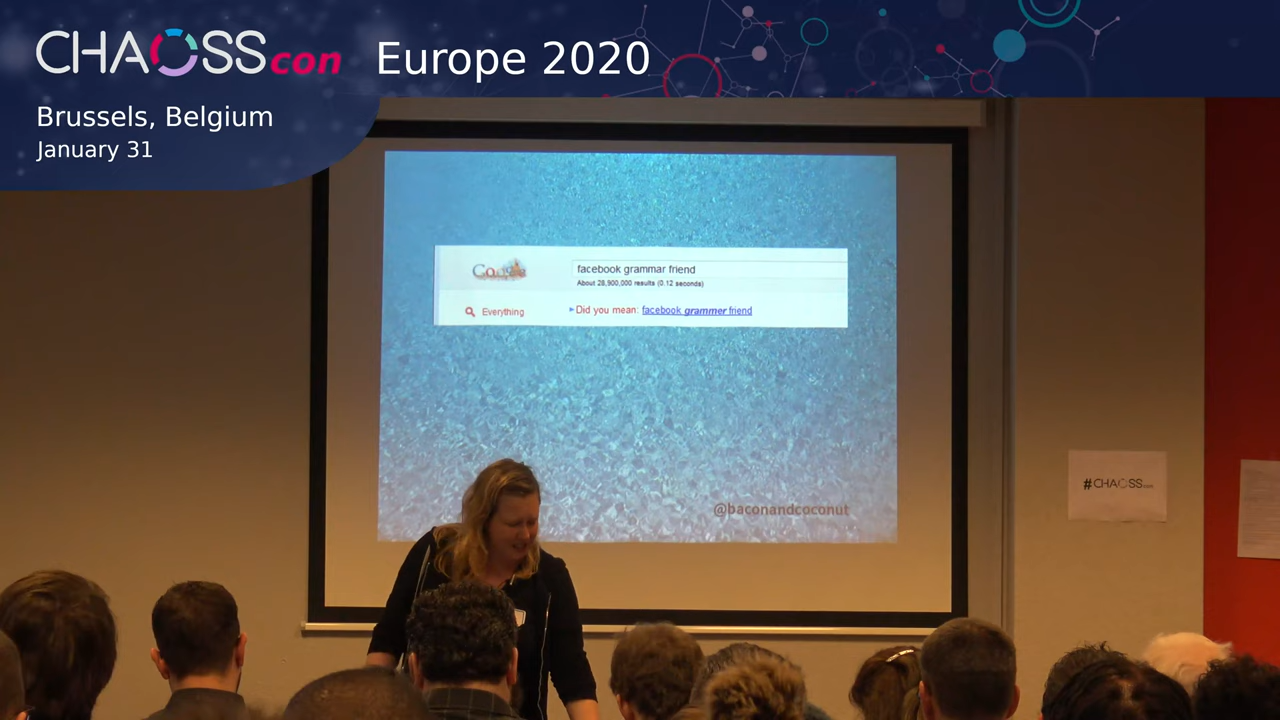 CHAOSScon Europe 2020
Brussels, Belgium
January 31
Google
facebook grammar friend
About 28,900,000 results (0.12 seconds)
Everything
Did you mean: facebook grammer friend
@baconandcoconut
#CHAOSScon